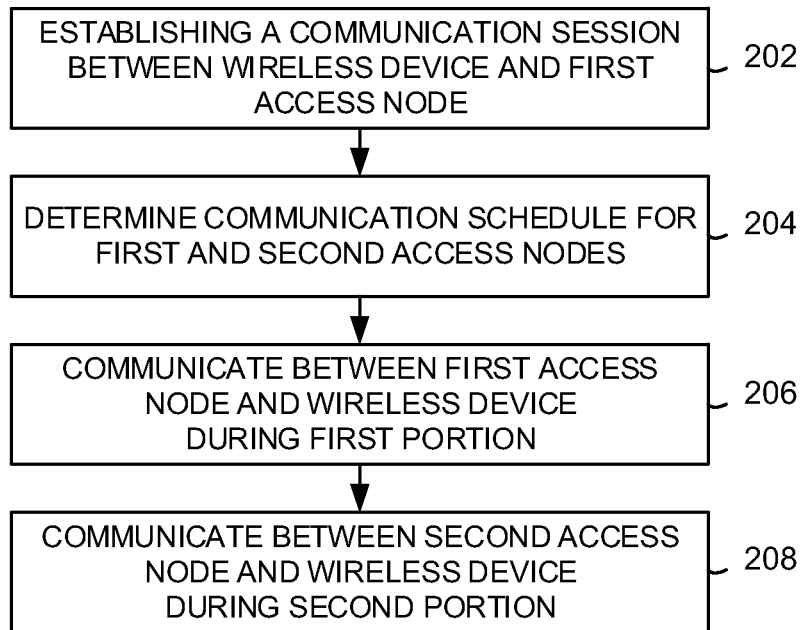 ESTABLISHING A COMMUNICATION SESSION
BETWEEN WIRELESS DEVICE AND FIRST
ACCESS NODE
202
DETERMINE COMMUNICATION SCHEDULE FOR
FIRST AND SECOND ACCESS NODES
204
COMMUNICATE BETWEEN FIRST ACCESS
NODE AND WIRELESS DEVICE
DURING FIRST PORTION
206
COMMUNICATE BETWEEN SECOND ACCESS
NODE AND WIRELESS DEVICE
DURING SECOND PORTION
208